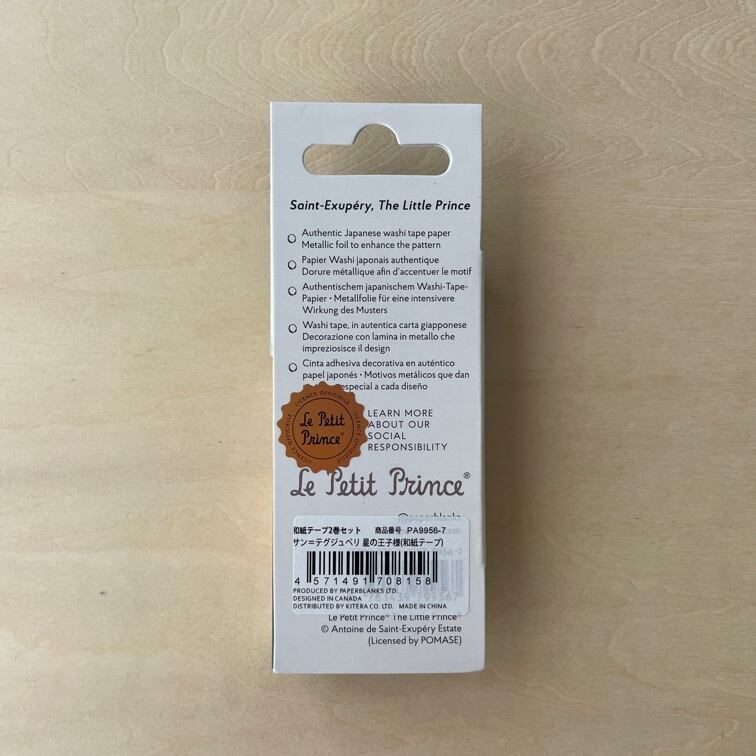 Saint-Exupéry, The Little Prince
Authentic Japanese washi tape paper
Metallic foil to enhance the pattern
Papier Washi japonais authentique
Dorure métallique afin d'accentuer le motif
Authentischem japanischem Washi-Tape-
Papier • Metallfolie für eine intensivere
Wirkung des Musters
Washi tape, in autentica carta giapponese
Decorazione con lamina in metallo che
impreziosisce il design
Cinta adhesiva decorativa en auténtico
papel japonés • Motivos metálicos que dan
especial a cada diseño
LICENCE OFFICIELLE
LICENCE OFFICIELLE
LICENCE OFFICIELLE
Le Petit
Prince®
LEARN MORE
ABOUT OUR
SOCIAL
RESPONSIBILITY
Le Petit Prince®
@paperblanks
和紙テープ2巻セット 商品番号 PA9956-7
サン=テグジュペリ 星の王子様(和紙テープ)
4 571491 708158
PRODUCED BY PAPERBLANKS LTD.
DESIGNED IN CANADA
DISTRIBUTED BY KITERA CO. LTD. MADE IN CHINA
Le Petit Prince® The Little Prince®
© Antoine de Saint-Exupéry Estate
(Licensed by POMASE)